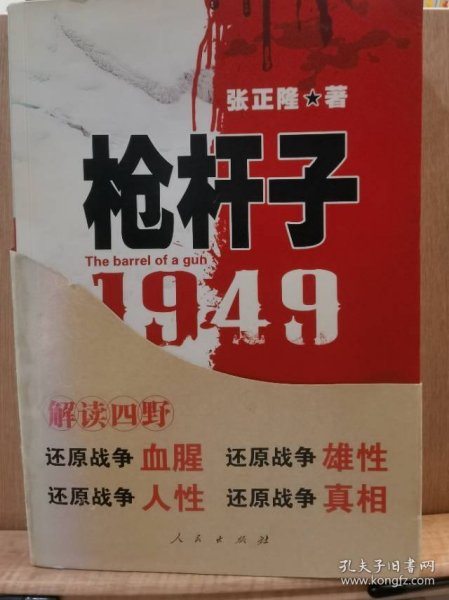 张正隆★著
枪杆子
The barrel of a gun
1949
解读四野
还原战争 血腥 还原战争 雄性
还原战争 人性 还原战争 真相
人民出版社
孔夫子旧书网
www.kongfz.com